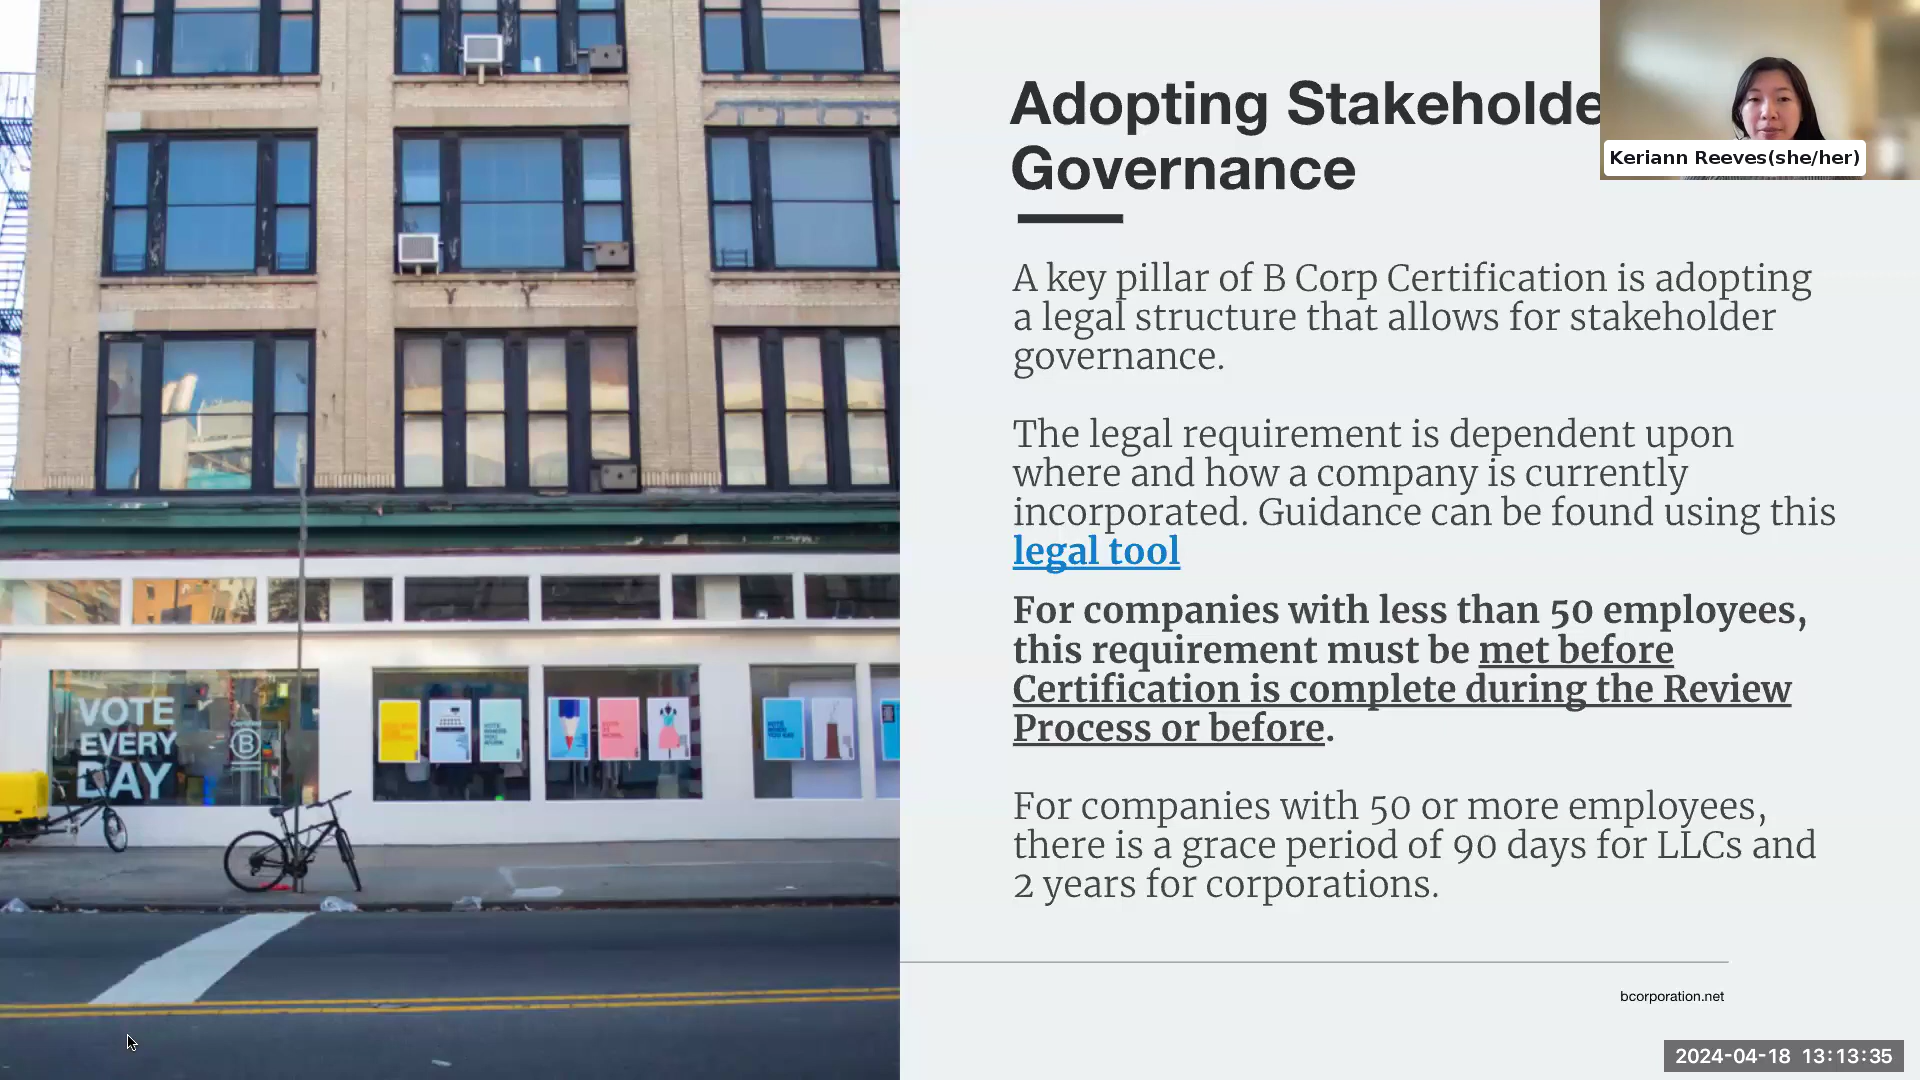 Adopting Stakeholde
Governance
Keriann Reeves(she/her)
A key pillar of B Corp Certification is adopting
a legal structure that allows for stakeholder
governance.
The legal requirement is dependent upon
where and how a company is currently
incorporated. Guidance can be found using this
legal tool
For companies with less than 50 employees,
this requirement must be met before
Certification is complete during the Review
Process or before.
For companies with 50 or more employees,
there is a grace period of 90 days for LLCs and
2 years for corporations.
bcorporation.net
2024-04-18 13:13:35
VOTE
EVERY
DAY
Certified
B